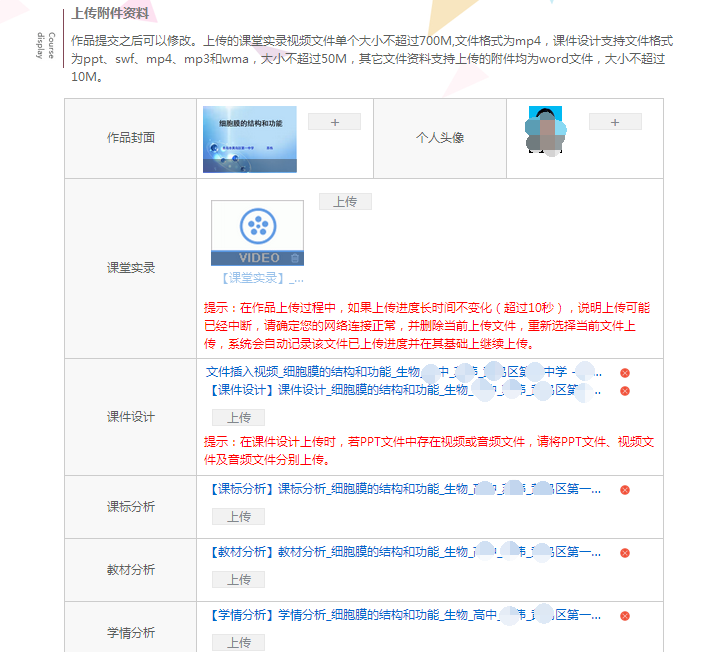 上传附件资料
Course
display
作品提交之后可以修改。上传的课堂实录视频文件单个大小不超过700M,文件格式为mp4，课件设计支持文件格
式为ppt、swf、mp4、mp3和wma，大小不超过50M，其它文件资料支持上传的附件均为word文件，大小不超过
10M。
作品封面
细胞膜的结构和功能
+
个人头像
+
课堂实录
上传
VIDEO
【课堂实录】_...
提示：在作品上传过程中，如果上传进度长时间不变化（超过10秒），说明上传可能
已经中断，请确定您的网络连接正常，并删除当前上传文件，重新选择当前文件上
传，系统会自动记录该文件已上传进度并在其基础上继续上传。
课件设计
文件插入视频_细胞膜的结构和功能_生物_中_区第中学 - ...
【课件设计】课件设计_细胞膜的结构和功能_生物_区第...
上传
提示：在课件设计上传时，若PPT文件中存在视频或音频文件，请将PPT文件、视频文
件及音频文件分别上传。
课标分析
【课标分析】课标分析_细胞膜的结构和功能_生物_高中_区第一...
上传
教材分析
【教材分析】教材分析_细胞膜的结构和功能_生物_区第一...
上传
学情分析
【学情分析】学情分析_细胞膜的结构和功能_生物_高中_区第一...
上传